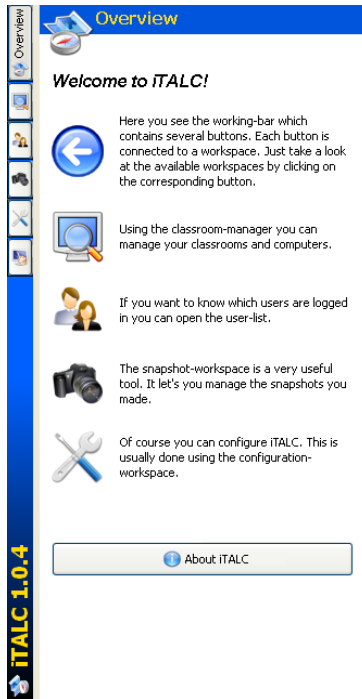 Overview
Overview
Welcome to iTALC!
Here you see the working-bar which
contains several buttons. Each button is
connected to a workspace. Just take a look
at the available workspaces by clicking on
the corresponding button.
Using the classroom-manager you can
manage your classrooms and computers.
If you want to know which users are logged
in you can open the user-list.
The snapshot-workspace is a very useful
tool. It let's you manage the snapshots you
made.
Of course you can configure iTALC. This is
usually done using the configuration-
workspace.
About iTALC
iTALC 1.0.4